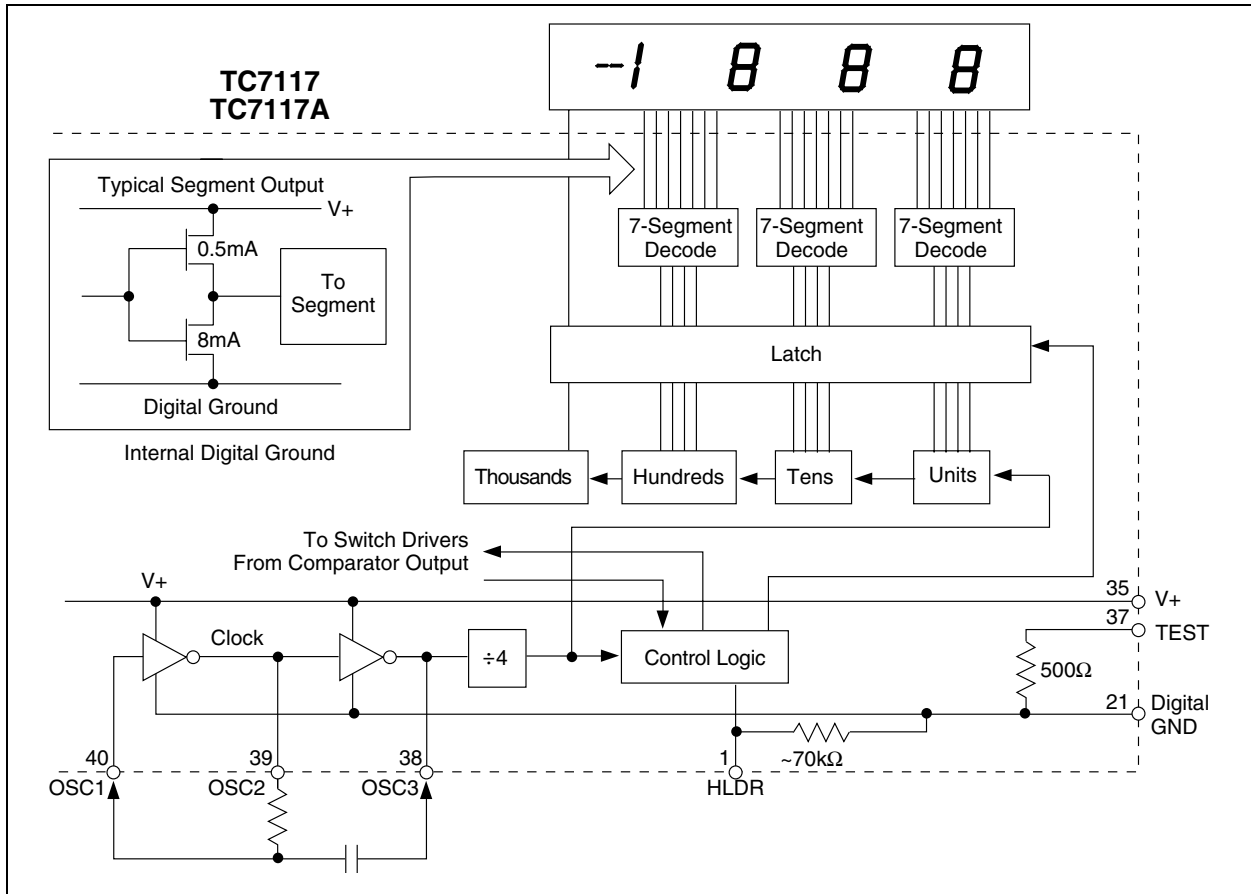 -1 8 8 8
TC7117
TC7117A
Typical Segment Output
V+
0.5mA
To
Segment
8mA
Digital Ground
Internal Digital Ground
7-Segment
Decode
7-Segment
Decode
7-Segment
Decode
Latch
Thousands
Hundreds
Tens
Units
To Switch Drivers
From Comparator Output
V+
Clock
÷4
Control Logic
35
V+
37
TEST
500Ω
21
Digital
GND
~70kΩ
40
OSC1
39
OSC2
38
OSC3
1
HLDR